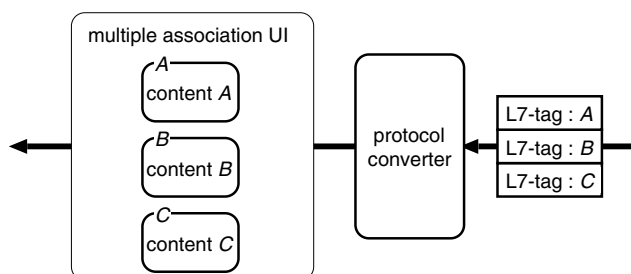 multiple association UI
A
content A
B
content B
C
content C
protocol
converter
L7-tag : A
L7-tag : B
L7-tag : C